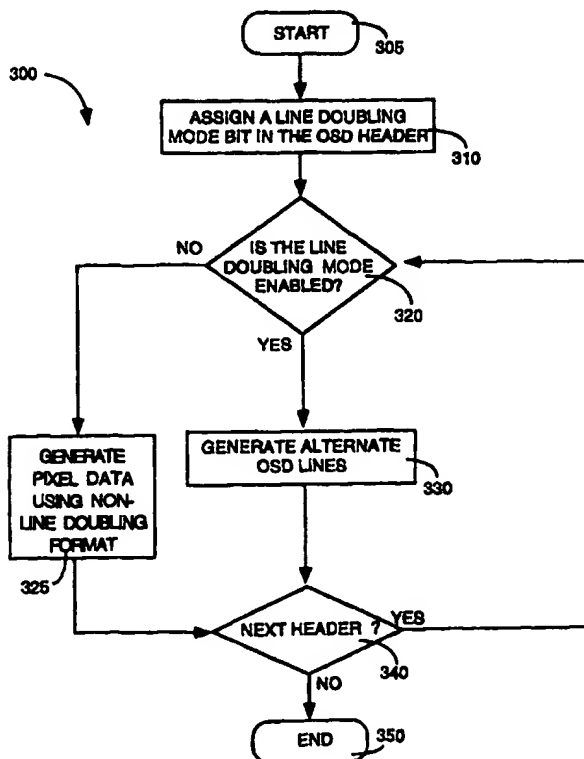 START
305
300
ASSIGN A LINE DOUBLING
MODE BIT IN THE OSD HEADER
310
NO
IS THE LINE
DOUBLING MODE
ENABLED?
320
YES
GENERATE
PIXEL DATA
USING NON-
LINE DOUBLING
FORMAT
325
GENERATE ALTERNATE
OSD LINES
330
NEXT HEADER ?
YES
340
NO
END
350